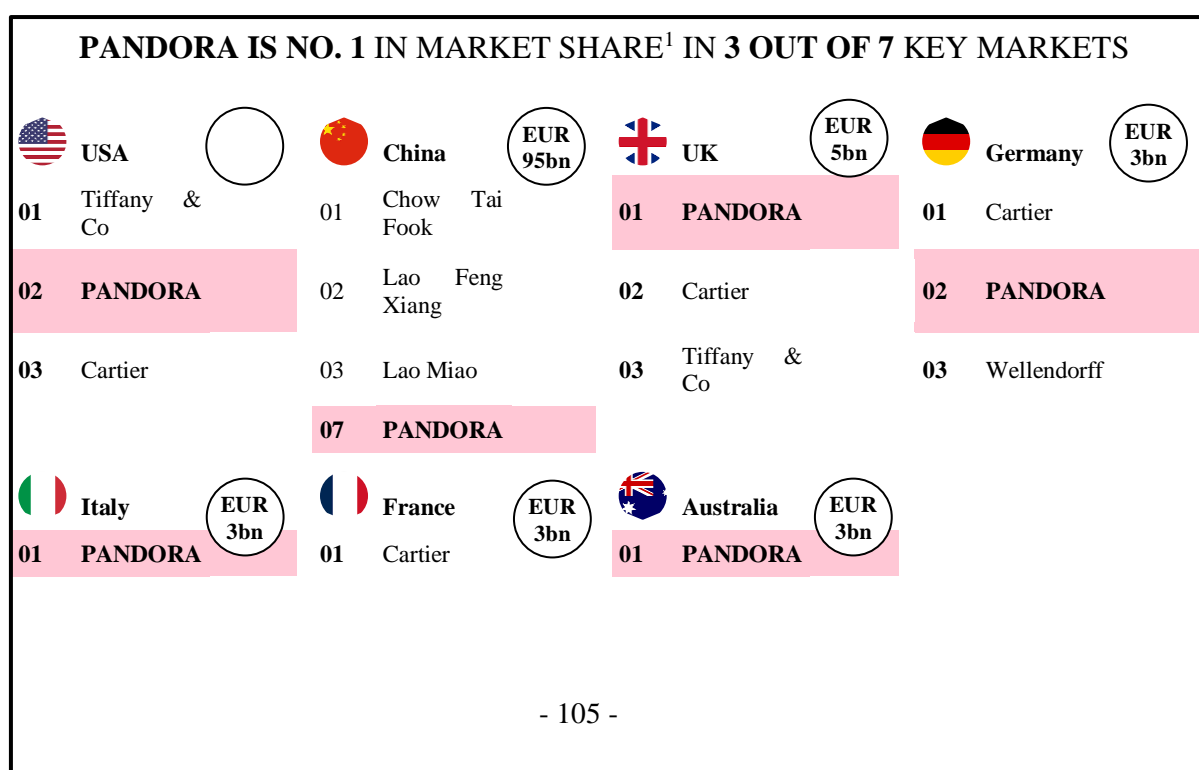 PANDORA IS NO. 1 IN MARKET SHARE1 IN 3 OUT OF 7 KEY MARKETS
USA
01 Tiffany &
Co
02 PANDORA
03 Cartier
China
EUR
95bn
01 Chow Tai
Fook
02 Lao Feng
Xiang
03 Lao Miao
07 PANDORA
UK
EUR
5bn
01 PANDORA
02 Cartier
03 Tiffany &
Co
Germany
EUR
3bn
01 Cartier
02 PANDORA
03 Wellendorff
Italy
EUR
3bn
01 PANDORA
France
EUR
3bn
01 Cartier
Australia
EUR
3bn
01 PANDORA
- 105 -